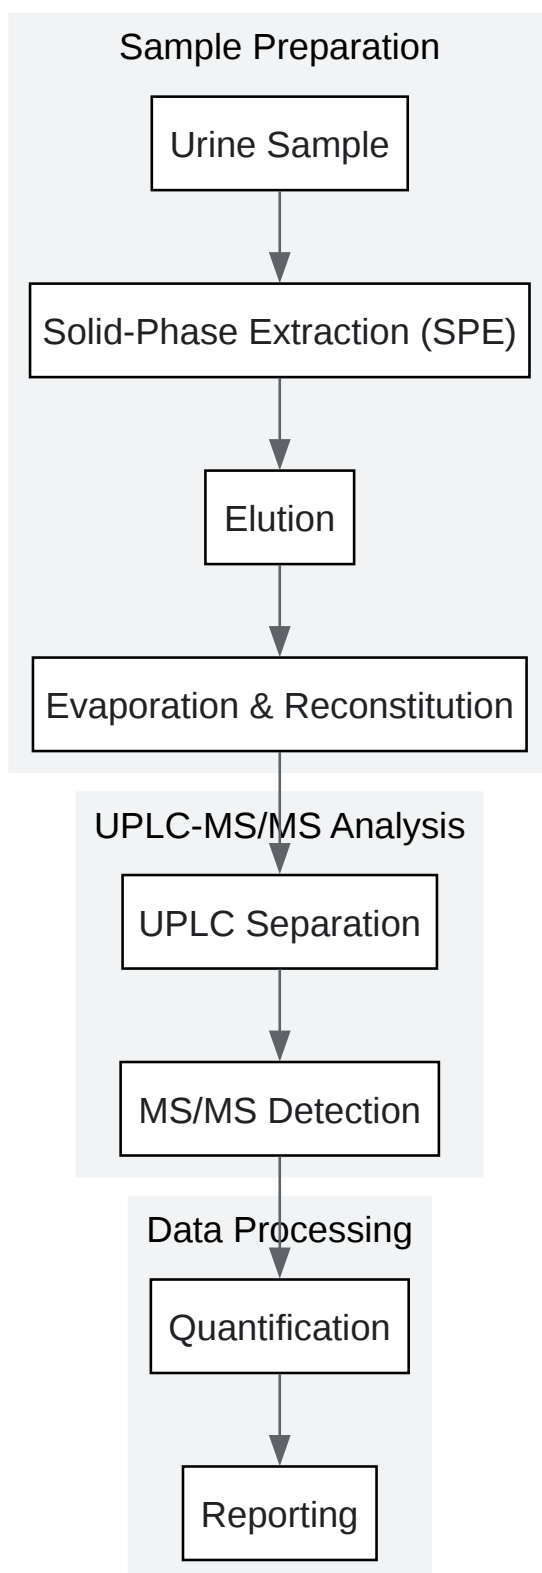 Sample Preparation
Urine Sample
Solid-Phase Extraction (SPE)
Elution
Evaporation & Reconstitution
UPLC-MS/MS Analysis
UPLC Separation
MS/MS Detection
Data Processing
Quantification
Reporting